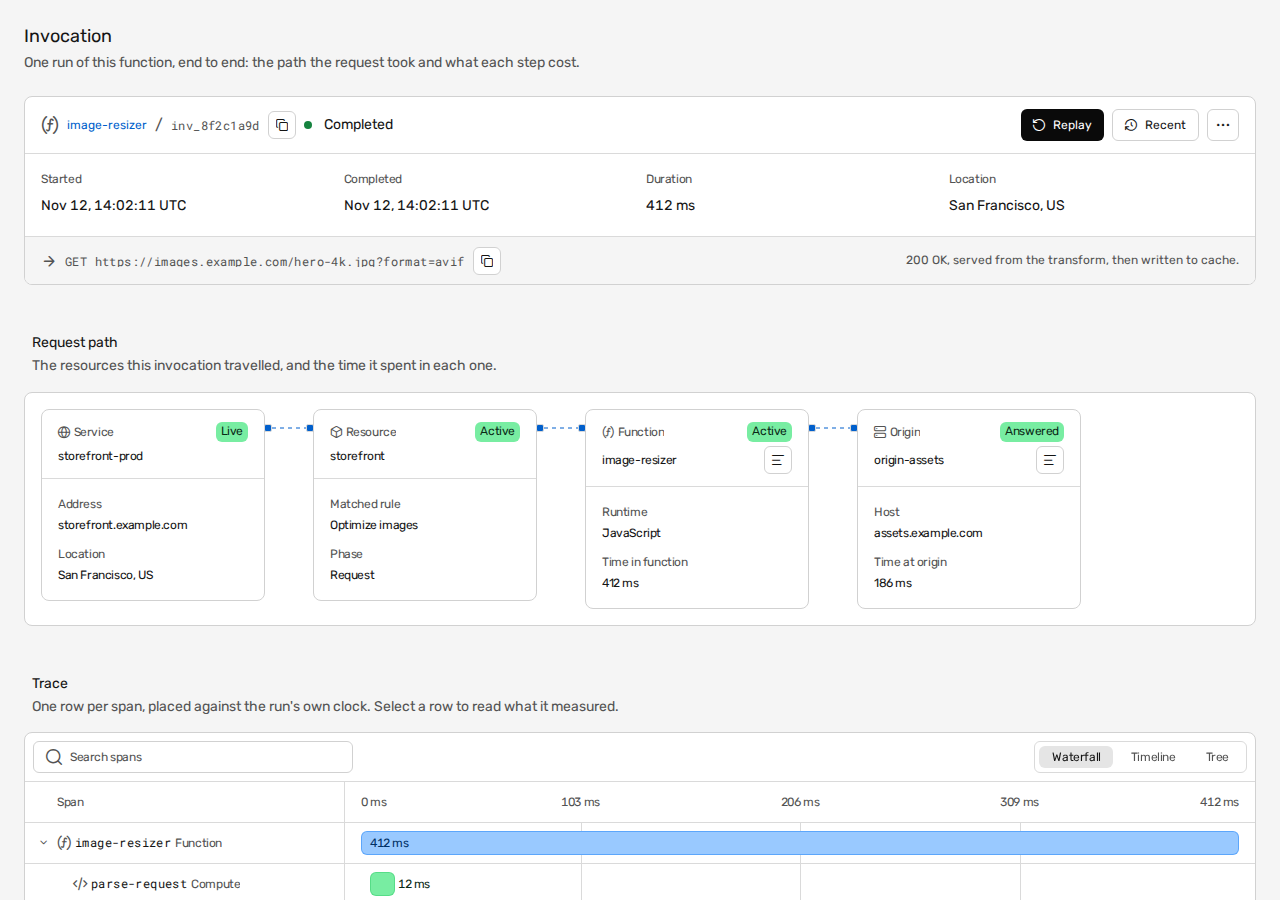 Invocation
One run of this function, end to end: the path the request took and what each step cost.
image-resizer / inv_8f2c1a9d Completed Replay Recent
Started Completed Duration Location
Nov 12, 14:02:11 UTC Nov 12, 14:02:11 UTC 412 ms San Francisco, US
GET https://images.example.com/hero-4k.jpg?format=avif 200 OK, served from the transform, then written to cache.
Request path
The resources this invocation travelled, and the time it spent in each one.
Service Live
storefront-prod
Address
storefront.example.com
Location
San Francisco, US
Resource Active
storefront
Matched rule
Optimize images
Phase
Request
Function Active
image-resizer
Runtime
JavaScript
Time in function
412 ms
Origin Answered
origin-assets
Host
assets.example.com
Time at origin
186 ms
Trace
One row per span, placed against the run's own clock. Select a row to read what it measured.
Search spans Waterfall Timeline Tree
Span 0 ms 103 ms 206 ms 309 ms 412 ms
image-resizer Function 412 ms
parse-request Compute 12 ms